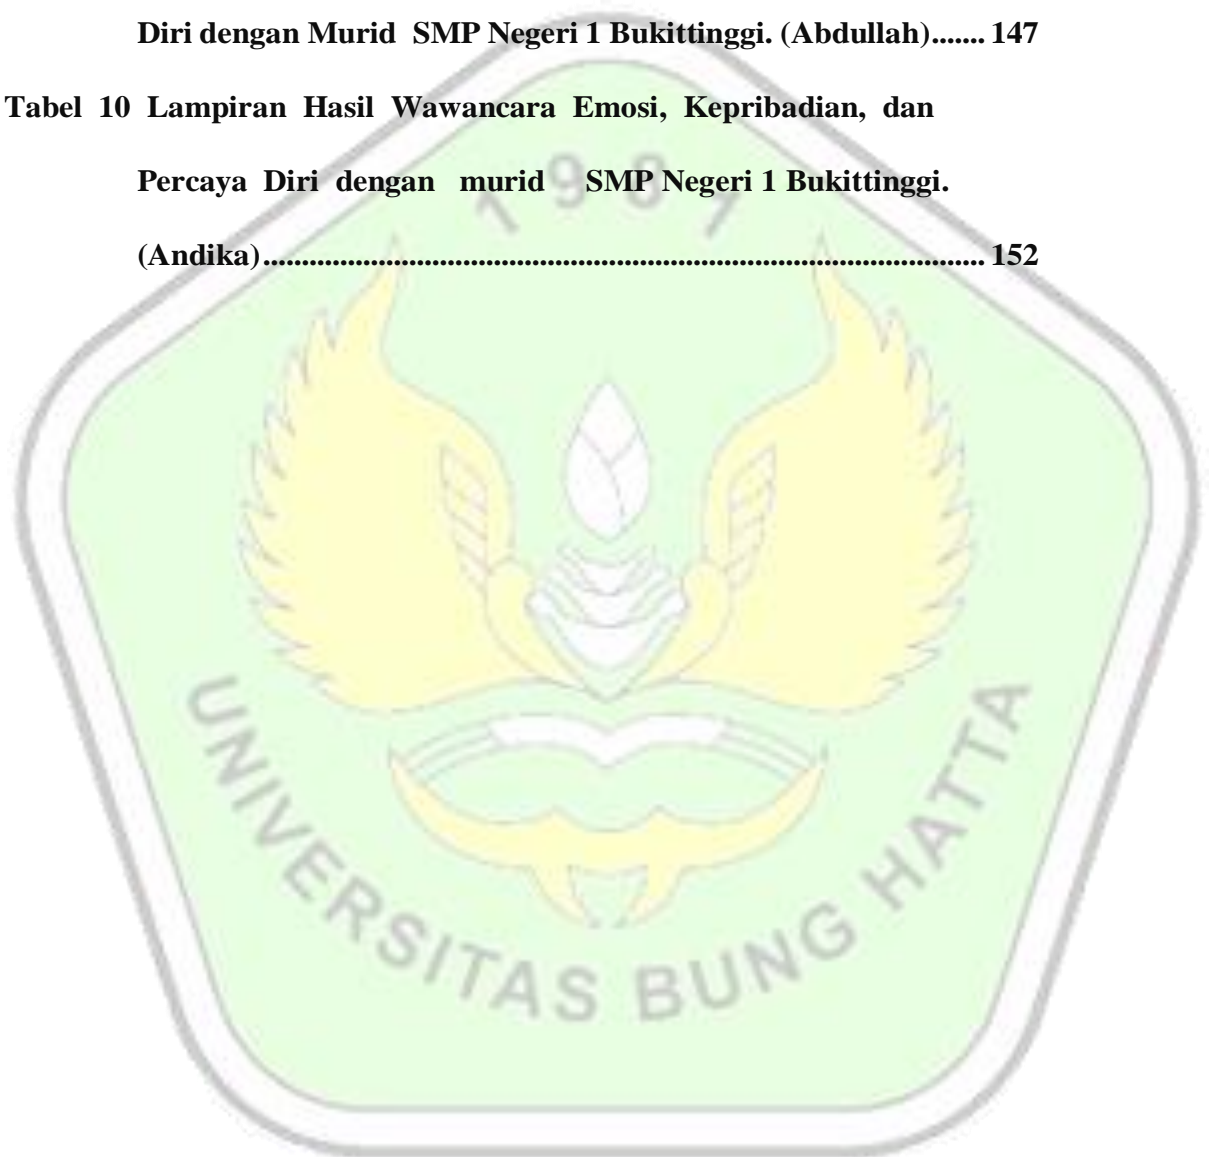 Diri dengan Murid SMP Negeri 1 Bukittinggi. (Abdullah)....... 147
Tabel 10 Lampiran Hasil Wawancara Emosi, Kepribadian, dan
Percaya Diri dengan murid SMP Negeri 1 Bukittinggi.
(Andika).............................................................................................. 152
1981
UNIVERSITAS BUNG HATTA